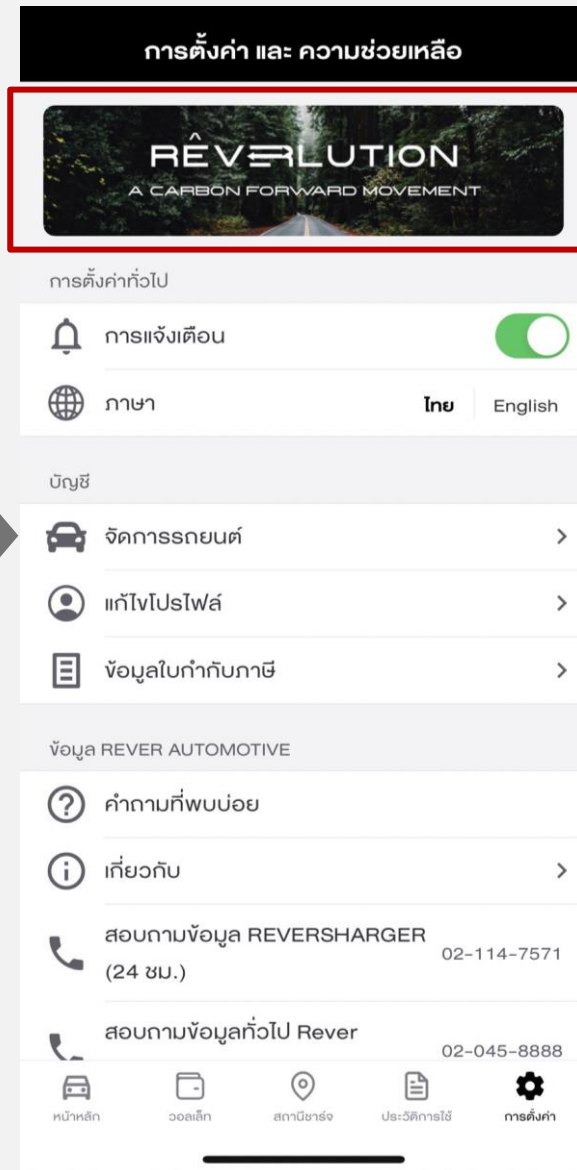 การตั้งค่า และ ความช่วยเหลือ
RÊVERLUTION
A CARBON FORWARD MOVEMENT
การตั้งค่าทั่วไป
การแจ้งเตือน
ภาษา ไทย English
บัญชี
จัดการรถยนต์
แก้ไขโปรไฟล์
ข้อมูลใบกำกับภาษี
ข้อมูล REVER AUTOMOTIVE
คำถามที่พบบ่อย
เกี่ยวกับ
สอบถามข้อมูล REVERSHARGER
(24 ชม.) 02-114-7571
สอบถามข้อมูลทั่วไป Rever
02-045-8888
หน้าหลัก วอลเล็ท สถานีชาร์จ ประวัติการใช้ การตั้งค่า